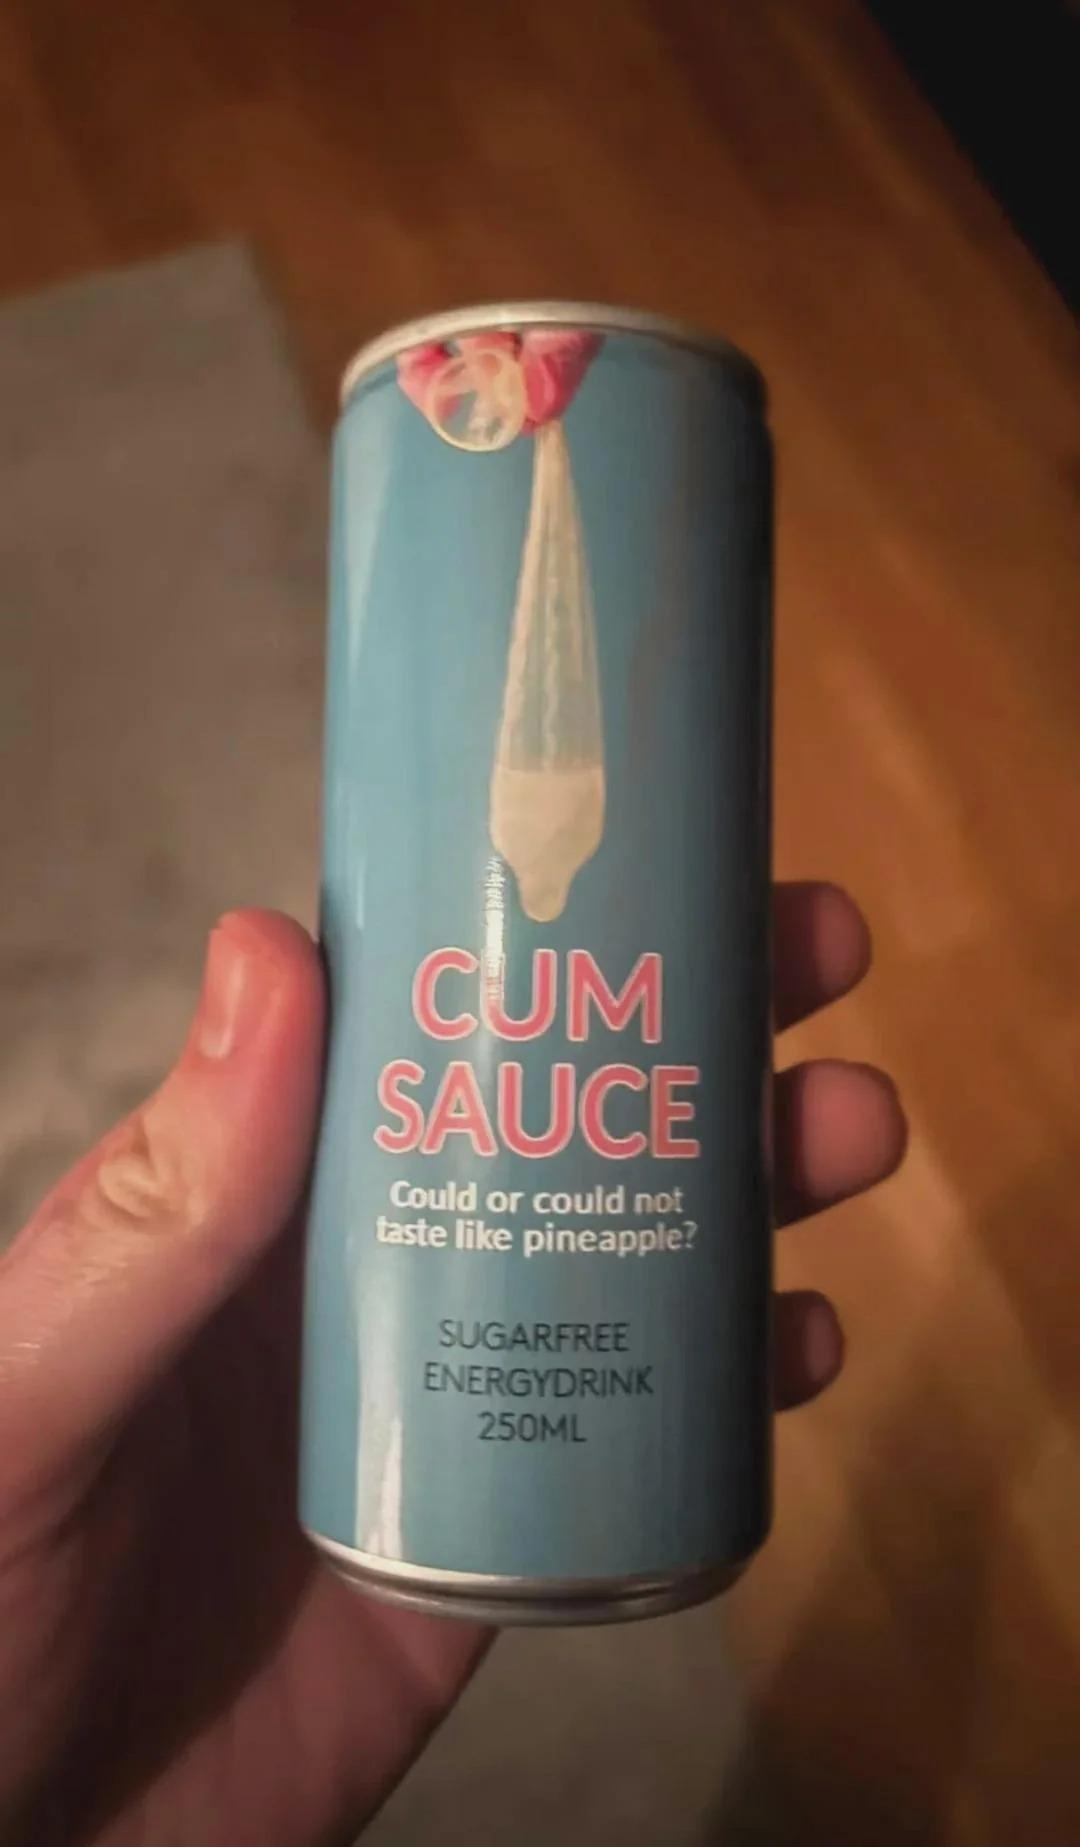 CUM
SAUCE
Could or could not
taste like pineapple?
SUGARFREE
ENERGYDRINK
250ML